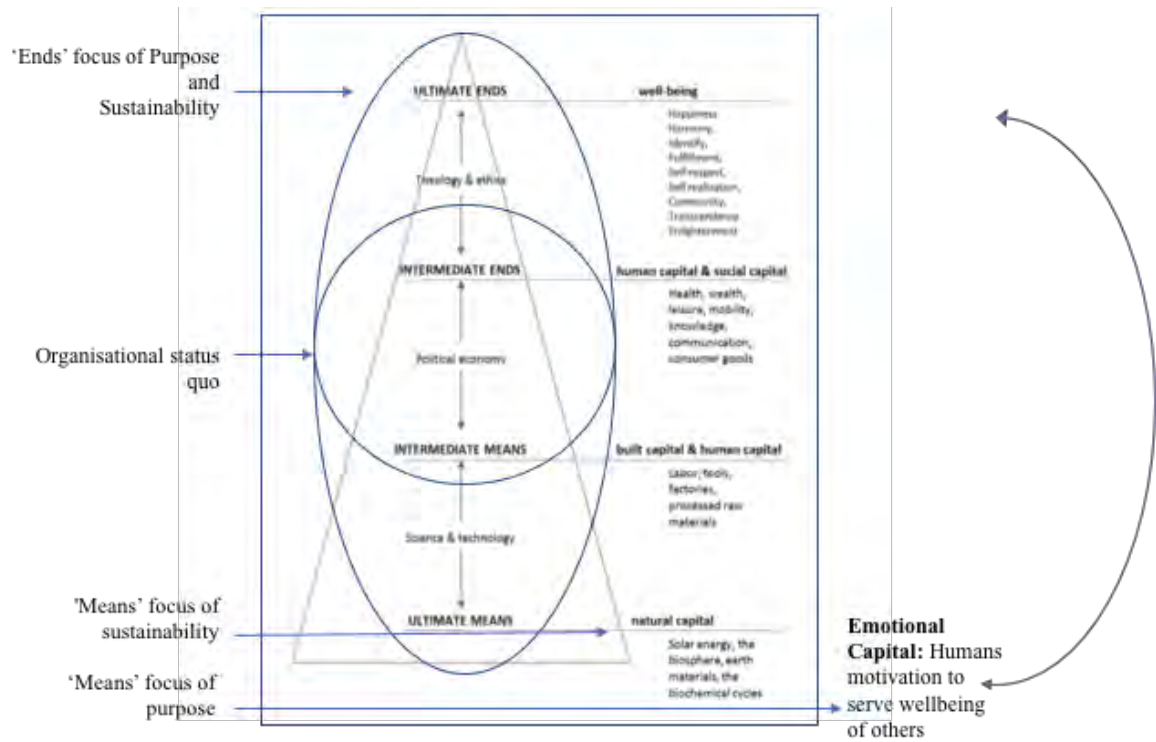 ‘Ends’ focus of Purpose
and
Sustainability
ULTIMATE ENDS
well-being
Happiness
Harmony,
Identify,
Fulfillment,
Self-respect,
Self realisation,
Community,
Transcendence
Enlightenment
Theology & ethics
INTERMEDIATE ENDS
human capital & social capital
Health, wealth,
leisure, mobility,
knowledge,
communication,
consumer goods
Organisational status
quo
Political economy
INTERMEDIATE MEANS
built capital & human capital
Labor, tools,
factories,
processed raw
materials
Science & technology
'Means’ focus of
sustainability
ULTIMATE MEANS
natural capital
Solar energy, the
biosphere, earth
materials, the
biochemical cycles
‘Means’ focus of
purpose
Emotional
Capital: Humans
motivation to
serve wellbeing
of others